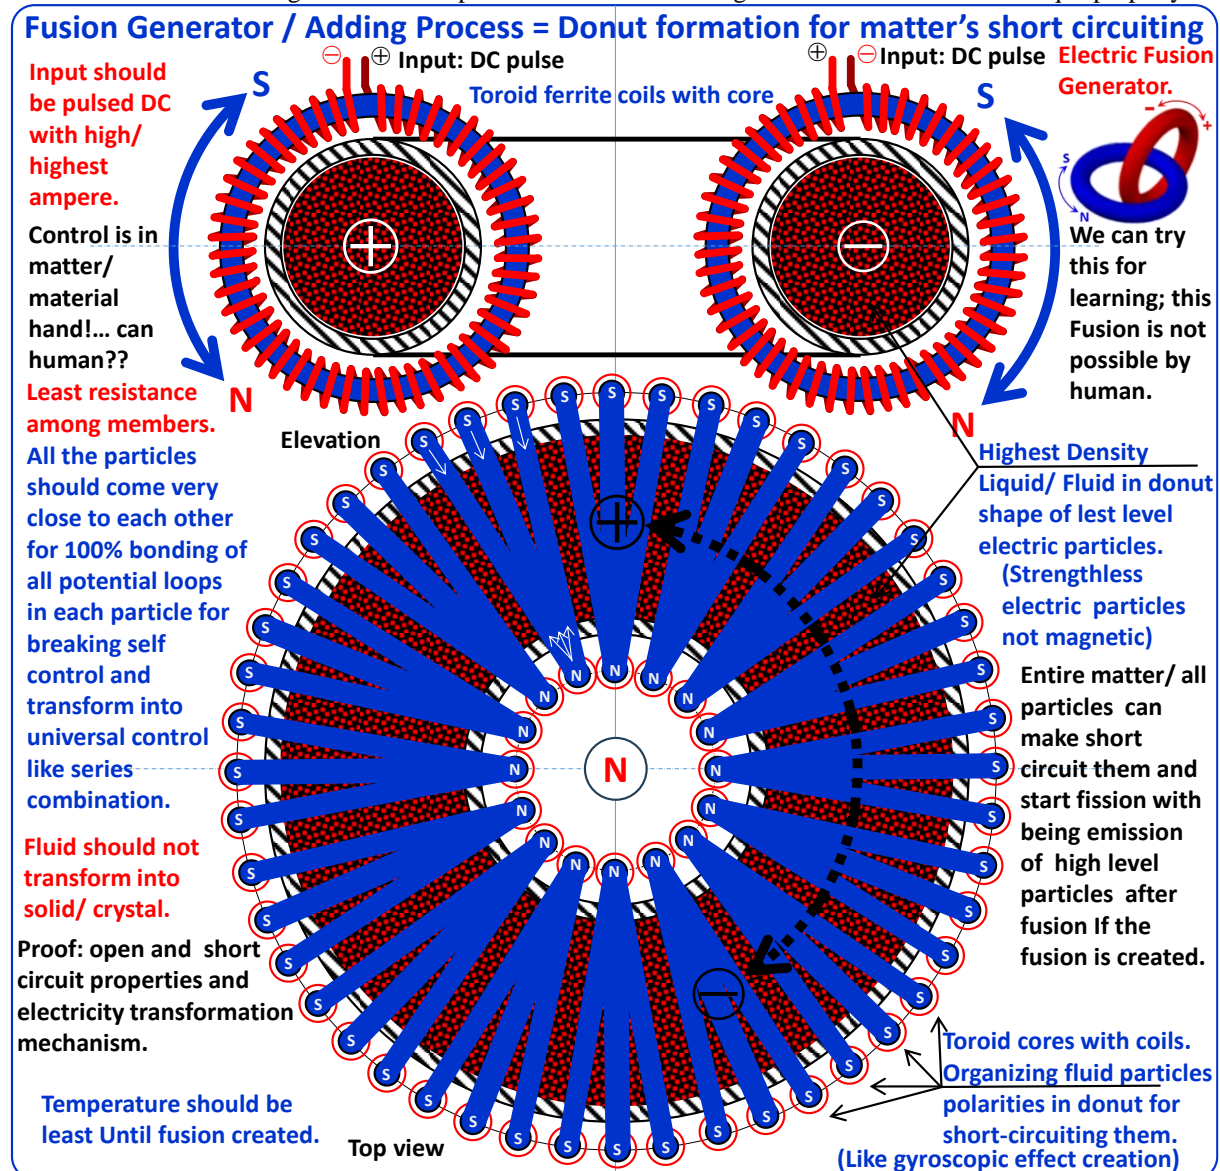 Fusion Generator / Adding Process = Donut formation for matter's short circuiting
Input should
be pulsed DC
with high/
highest
ampere.
Control is in
matter/
material
hand!... can
human??
Least resistance
among members.
All the particles
should come very
close to each other
for 100% bonding of
all potential loops
in each particle for
breaking self
control and
transform into
universal control
like series
combination.
Fluid should not
transform into
solid/ crystal.
Proof: open and short
circuit properties and
electricity transformation
mechanism.
Temperature should be
least Until fusion created.
Input: DC pulse
Toroid ferrite coils with core
Input: DC pulse
S
N
S
N
Elevation
Top view
N
Electric Fusion
Generator.
S
N
We can try
this for
learning; this
Fusion is not
possible by
human.
Highest Density
Liquid/ Fluid in donut
shape of lest level
electric particles.
(Strengthless
electric particles
not magnetic)
Entire matter/ all
particles can
make short
circuit them and
start fission with
being emission
of high level
particles after
fusion If the
fusion is created.
Toroid cores with coils.
Organizing fluid particles
polarities in donut for
short-circuiting them.
(Like gyroscopic effect creation)